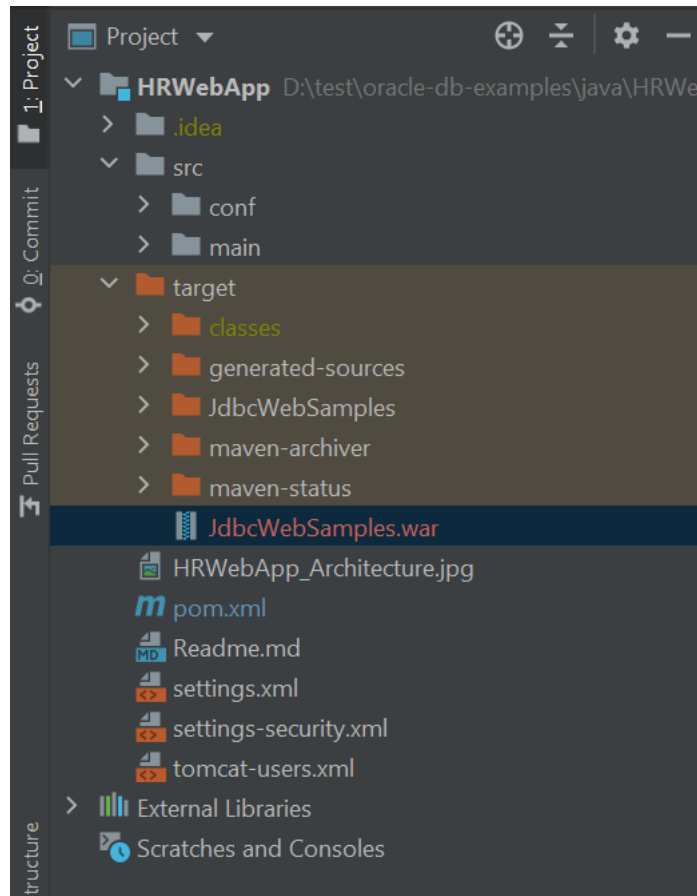 Project
HRWebApp D:\test\oracle-db-examples\java\HRWe
.idea
src
conf
main
target
classes
generated-sources
JdbcWebSamples
maven-archiver
maven-status
JdbcWebSamples.war
HRWebApp_Architecture.jpg
m pom.xml
MD Readme.md
settings.xml
settings-security.xml
tomcat-users.xml
External Libraries
Scratches and Consoles
1: Project
0: Commit
Pull Requests
tructure